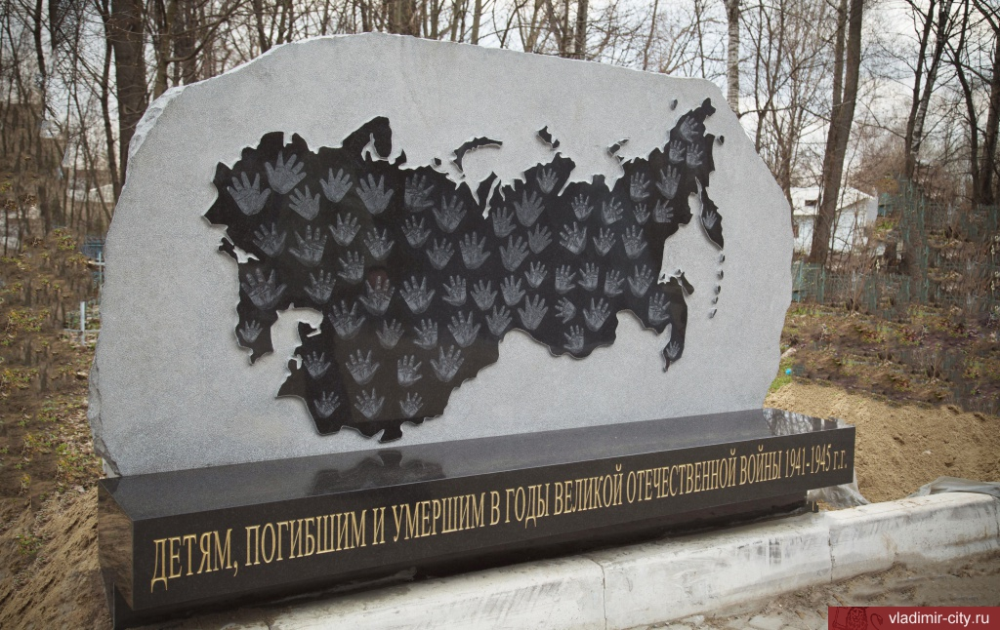 ДЕТЯМ, ПОГИБШИМ И УМЕРШИМ В ГОДЫ ВЕЛИКОЙ ОТЕЧЕСТВЕННОЙ ВОЙНЫ 1941-1945 г.г.
vladimir-city.ru